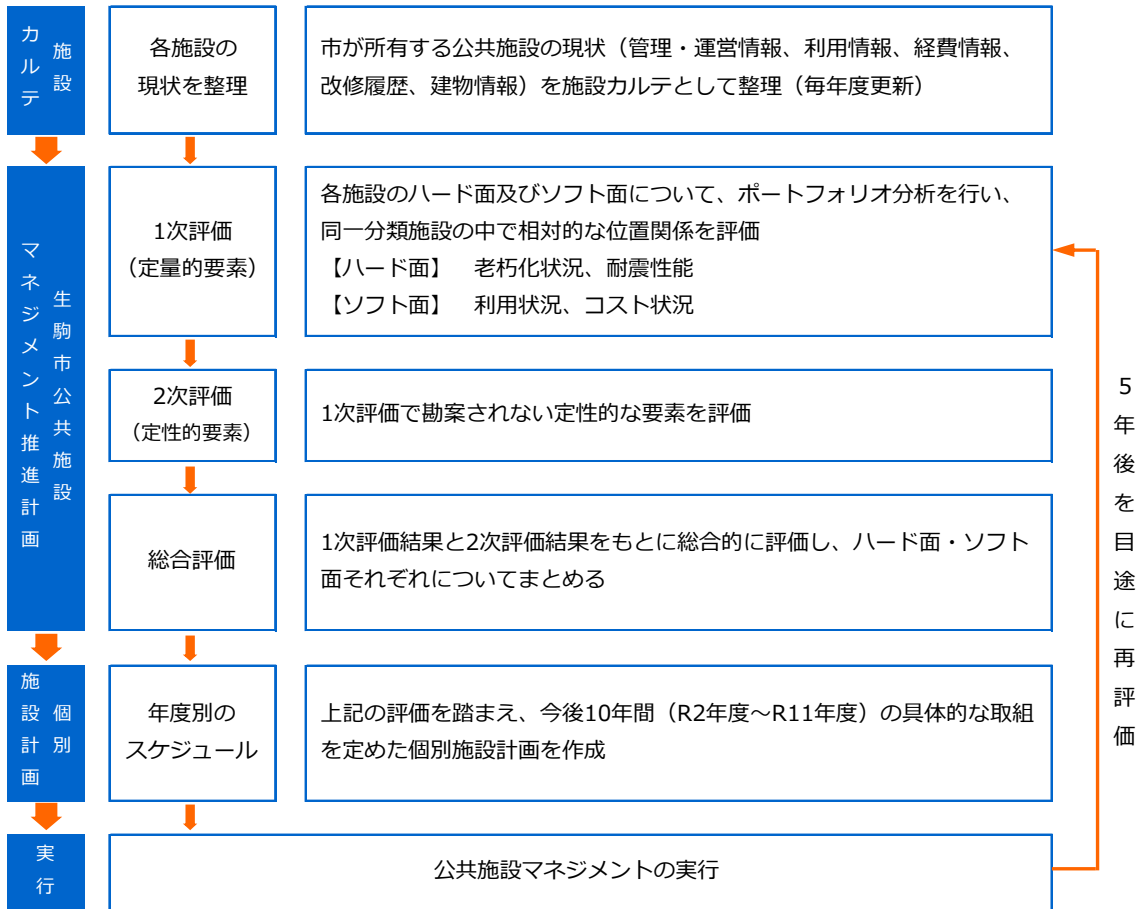 施設
カルテ
各施設の
現状を整理
市が所有する公共施設の現状（管理・運営情報、利用情報、経費情報、
改修履歴、建物情報）を施設カルテとして整理（毎年度更新）
生駒市公共施設
マネジメント推進計画
1次評価
（定量的要素）
各施設のハード面及びソフト面について、ポートフォリオ分析を行い、
同一分類施設の中で相対的な位置関係を評価
【ハード面】　老朽化状況、耐震性能
【ソフト面】　利用状況、コスト状況
2次評価
（定性的要素）
1次評価で勘案されない定性的な要素を評価
総合評価
1次評価結果と2次評価結果をもとに総合的に評価し、ハード面・ソフト
面それぞれについてまとめる
個別
施設計画
年度別の
スケジュール
上記の評価を踏まえ、今後10年間（R2年度～R11年度）の具体的な取組
を定めた個別施設計画を作成
実行
公共施設マネジメントの実行
５年後を目途に再評価